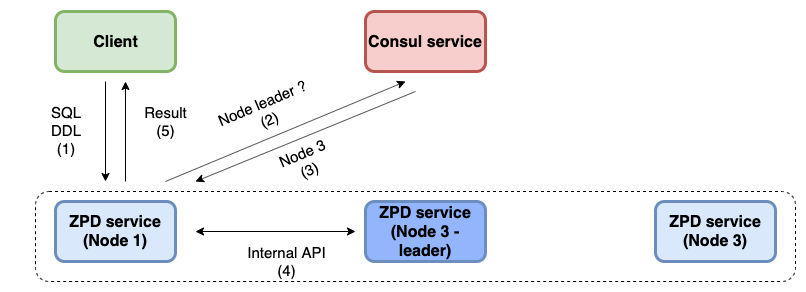 Client
Consul service
SQL
DDL
(1)
Result
(5)
Node leader ?
(2)
Node 3
(3)
ZPD service
(Node 1)
Internal API
(4)
ZPD service
(Node 3 -
leader)
ZPD service
(Node 3)